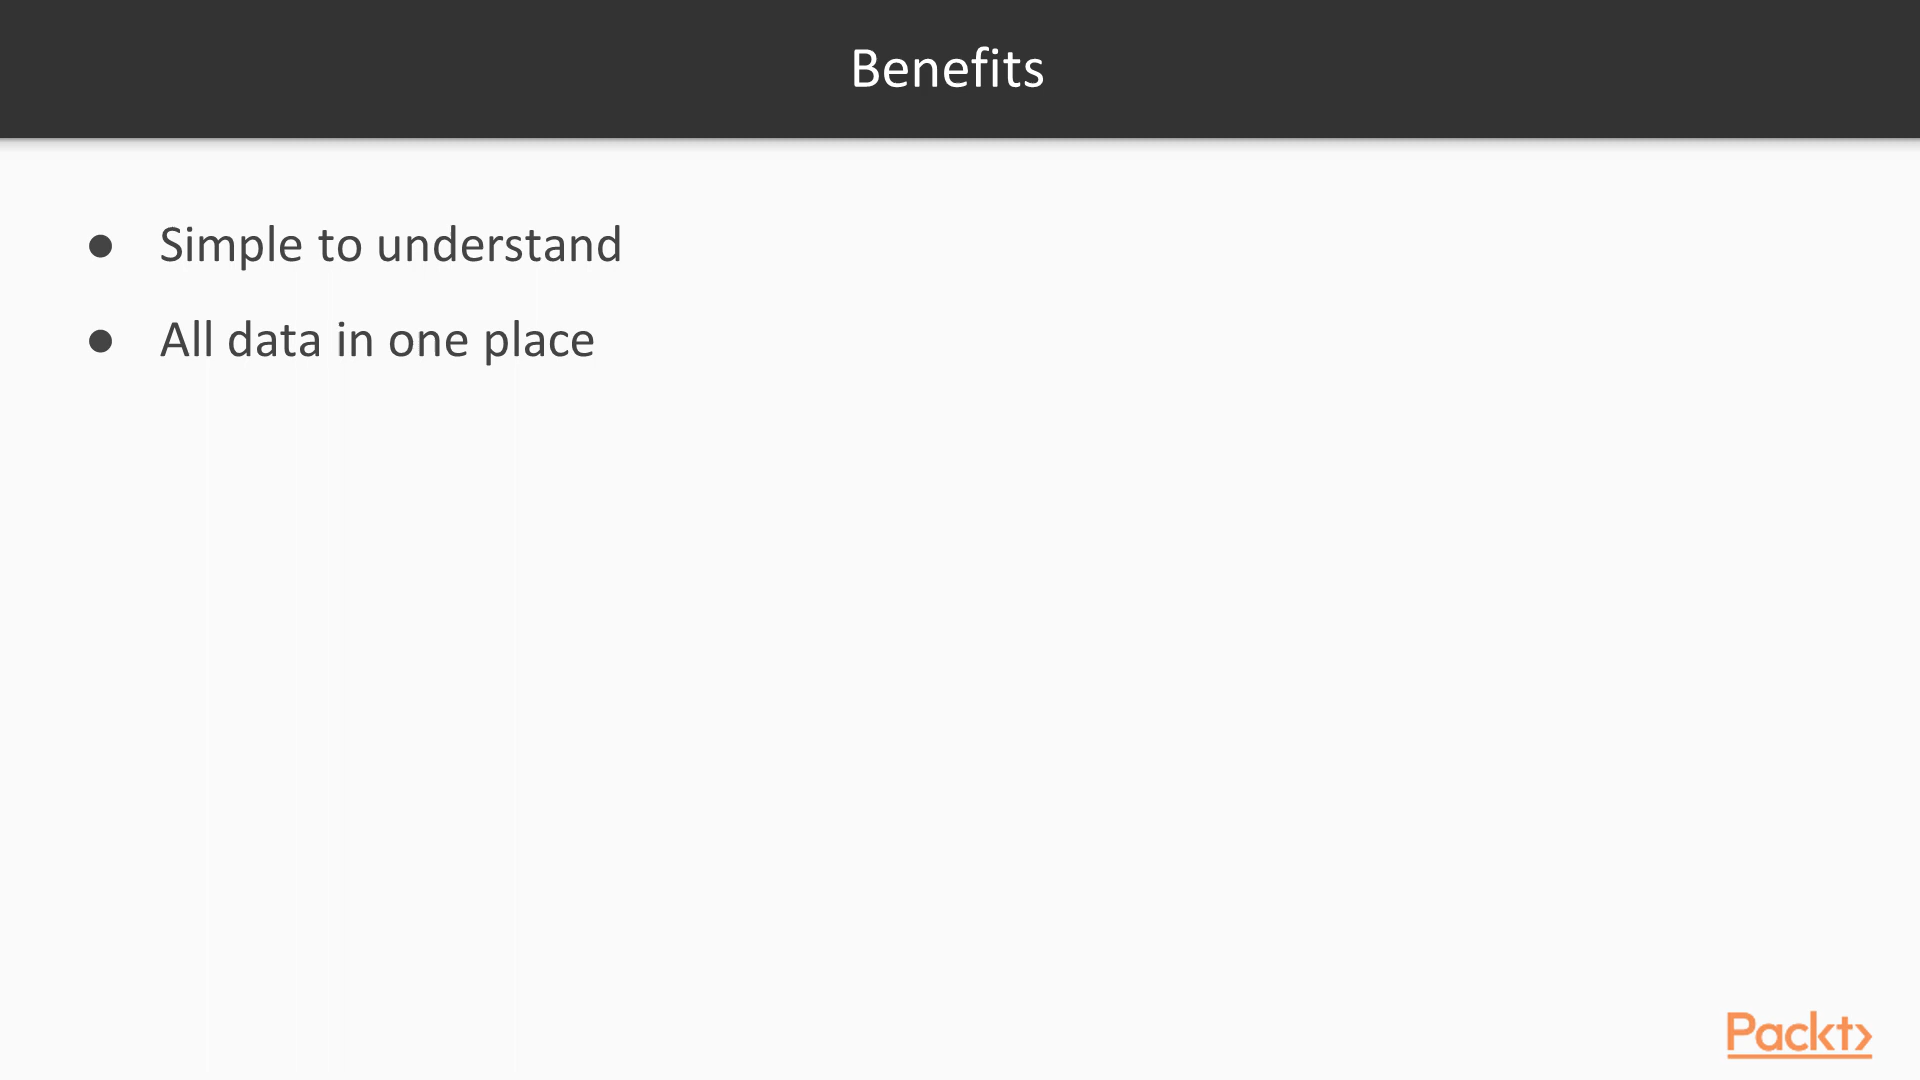 Benefits
● Simple to understand
● All data in one place
Packt>